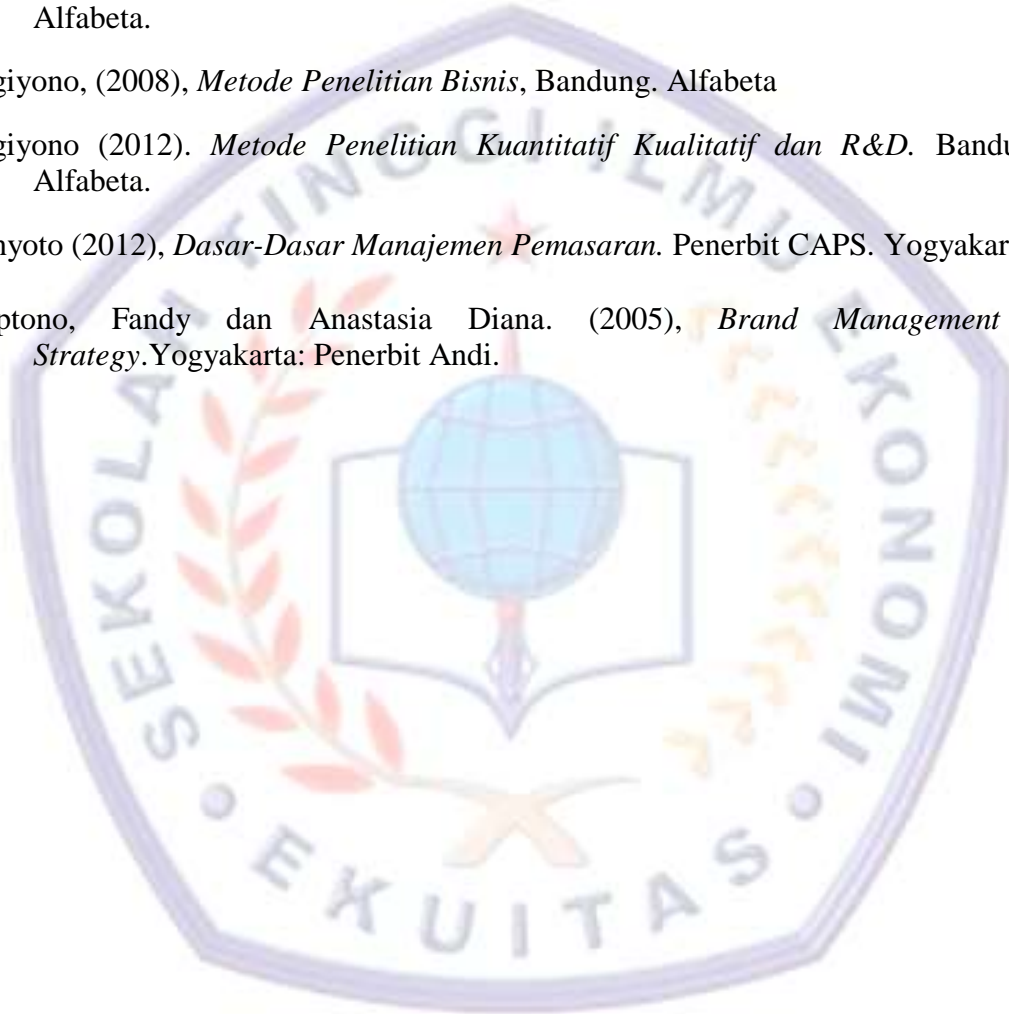 Alfabeta.
giyono, (2008), Metode Penelitian Bisnis, Bandung. Alfabeta
giyono (2012). Metode Penelitian Kuantitatif Kualitatif dan R&D. Bandu
Alfabeta.
nyoto (2012), Dasar-Dasar Manajemen Pemasaran. Penerbit CAPS. Yogyakar
ptono, Fandy dan Anastasia Diana. (2005), Brand Management
Strategy.Yogyakarta: Penerbit Andi.
SEKOLAH TINGGI ILMU EKONOMI
EKUITAS